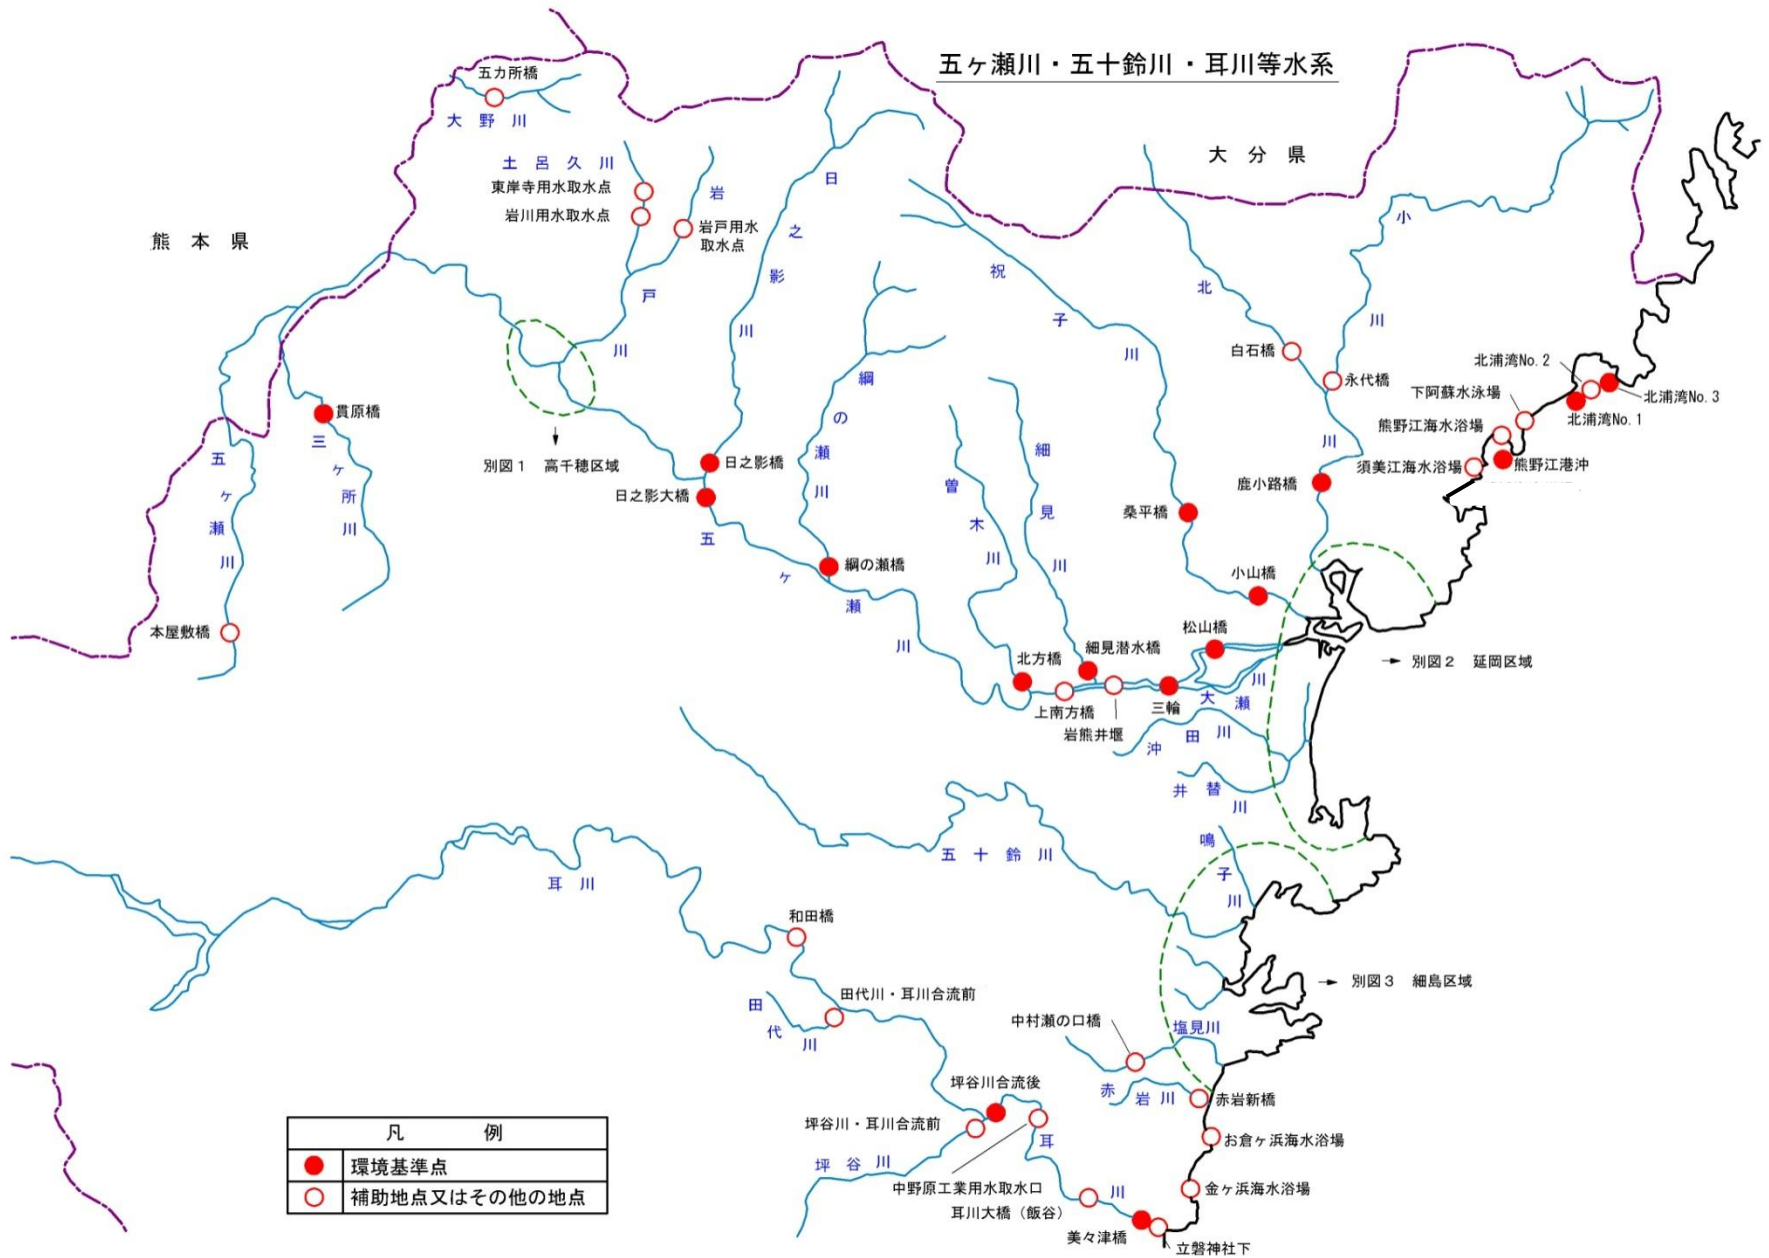 五ヶ瀬川・五十鈴川・耳川等水系
五カ所橋
大野川
土呂久川
東岸寺用水取水点
岩川用水取水点
岩戸用水
取水点
岩戸川
日之影川
大分県
熊本県
祝子川
北川
小川
綱の瀬川
白石橋
永代橋
北浦湾No.2
北浦湾No.3
北浦湾No.1
下阿蘇水泳場
熊野江海水浴場
熊野江港沖
須美江海水浴場
貫原橋
三ヶ所川
五ヶ瀬川
別図1 高千穂区域
日之影橋
日之影大橋
五ヶ瀬川
曽木川
細見川
桑平橋
鹿小路橋
綱の瀬橋
小山橋
本屋敷橋
松山橋
北方橋
細見潜水橋
上南方橋
岩熊井堰
三輪
大瀬川
別図2 延岡区域
沖田川
井替川
鳴子川
五十鈴川
耳川
和田橋
田代川・耳川合流前
田代川
別図3 細島区域
中村瀬の口橋
塩見川
赤岩川
赤岩新橋
坪谷川合流後
坪谷川・耳川合流前
坪谷川
お倉ヶ浜海水浴場
中野原工業用水取水口
耳川
耳川大橋（飯谷）
金ヶ浜海水浴場
美々津橋
立磐神社下
凡例
環境基準点
補助地点又はその他の地点